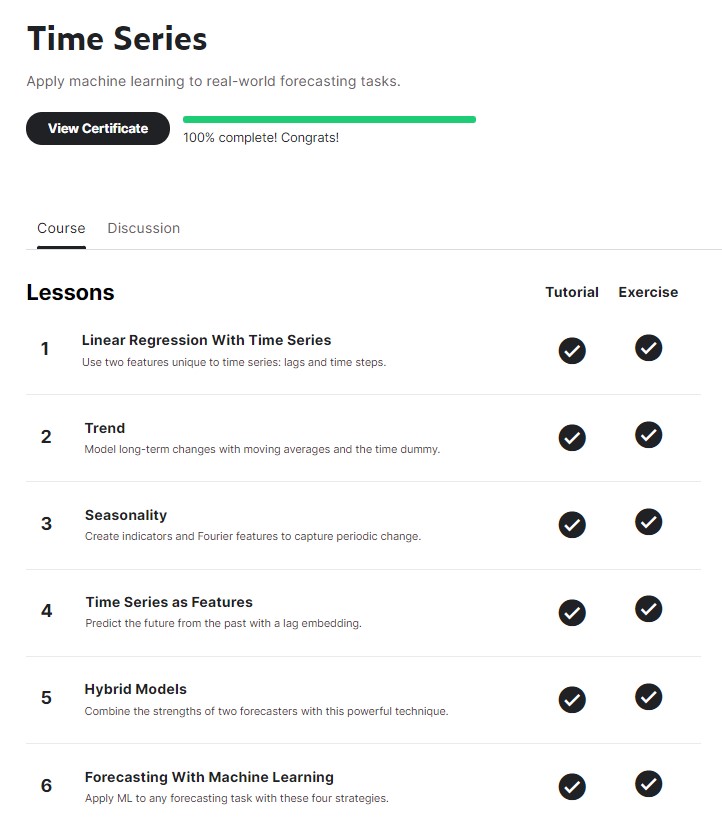 Time Series
Apply machine learning to real-world forecasting tasks.
View Certificate
100% complete! Congrats!
Course Discussion
Lessons Tutorial Exercise
1 Linear Regression With Time Series
Use two features unique to time series: lags and time steps.
2 Trend
Model long-term changes with moving averages and the time dummy.
3 Seasonality
Create indicators and Fourier features to capture periodic change.
4 Time Series as Features
Predict the future from the past with a lag embedding.
5 Hybrid Models
Combine the strengths of two forecasters with this powerful technique.
6 Forecasting With Machine Learning
Apply ML to any forecasting task with these four strategies.